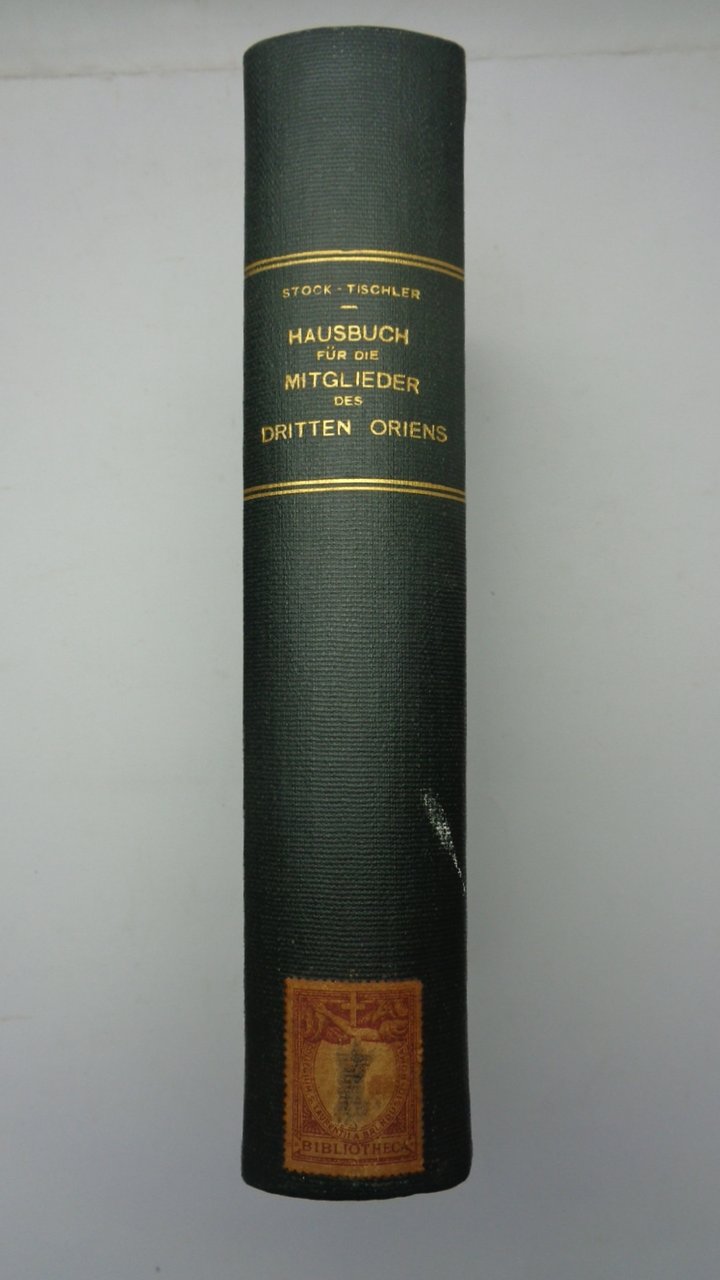 STOCK - TISCHLER
HAUSBUCH
FÜR DIE
MITGLIEDER
DES
DRITTEN ORIENS
BIBLIOTHECA